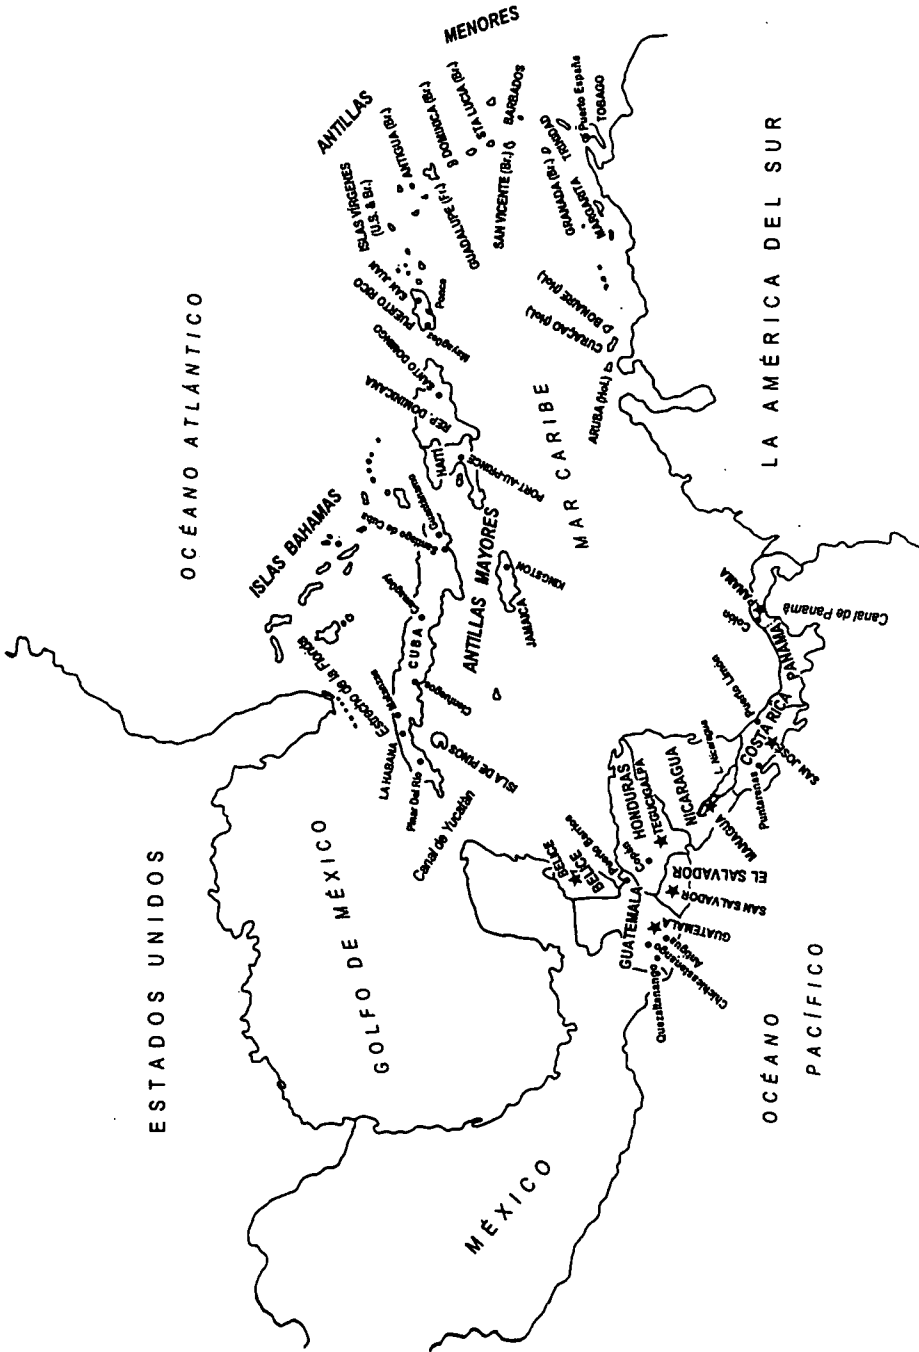 ESTADOS UNIDOS
OCÉANO ATLÁNTICO
GOLFO DE MÉXICO
MÉXICO
Estrecho de la Florida
ISLAS BAHAMAS
LA HABANA
Matanzas
Pinar Del Río
CUBA
Cienfuegos
Camagüey
Santiago de Cuba
Guantánamo
ISLA DE PINOS
Canal de Yucatán
ANTILLAS MAYORES
JAMAICA
KINGSTON
HAITÍ
PORT-AU-PRINCE
REP. DOMINICANA
SANTO DOMINGO
PUERTO RICO
SAN JUAN
Mayagüez
Ponce
ISLAS VÍRGENES
(U.S. & Br.)
ANTILLAS
MENORES
ANTIGUA (Br.)
GUADALUPE (Fr.)
DOMINICA (Br.)
STA LUCIA (Br.)
SAN VICENTE (Br.)
BARBADOS
GRANADA (Br.)
MARGARITA
TRINIDAD
Puerto España
TOBAGO
MAR CARIBE
ARUBA (Hol.)
CURAÇAO (Hol.)
BONAIRE (Hol.)
BELICE
BELICE
Puerto Barrios
GUATEMALA
GUATEMALA
Antigua
Chichicastenango
Quezaltenango
Copán
HONDURAS
TEGUCIGALPA
EL SALVADOR
SAN SALVADOR
NICARAGUA
MANAGUA
L. Nicaragua
COSTA RICA
SAN JOSÉ
Puntarenas
Puerto Limón
PANAMÁ
PANAMÁ
Colón
Canal de Panamá
OCÉANO
PACÍFICO
LA AMÉRICA DEL SUR